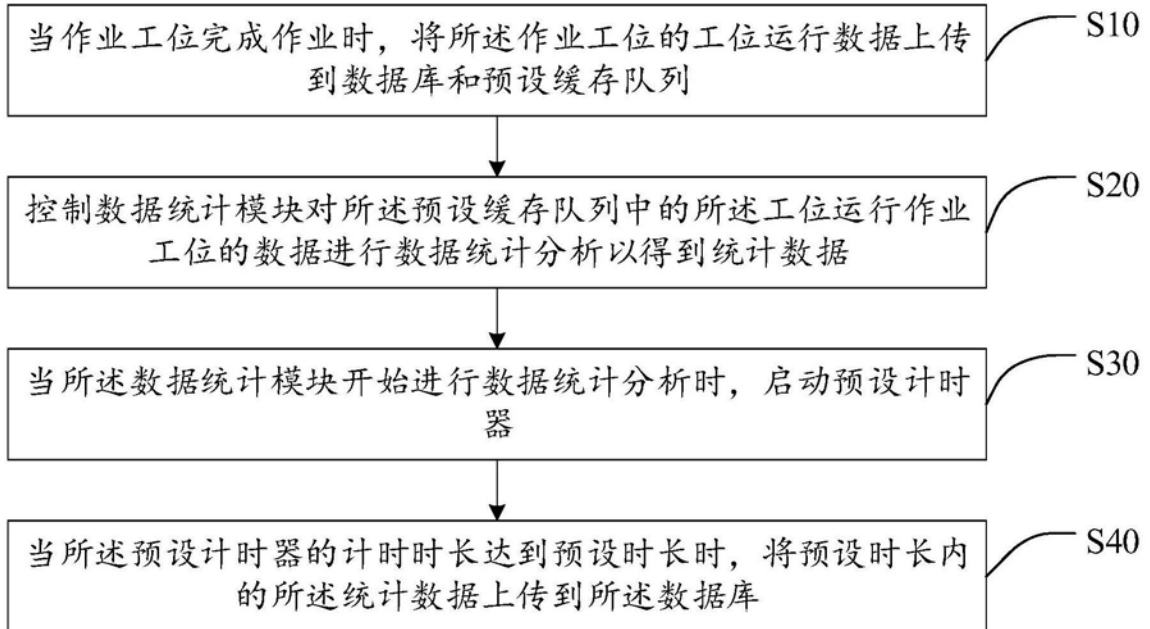 当作业工位完成作业时，将所述作业工位的工位运行数据上传
到数据库和预设缓存队列
S10
控制数据统计模块对所述预设缓存队列中的所述工位运行作业
工位的数据进行数据统计分析以得到统计数据
S20
当所述数据统计模块开始进行数据统计分析时，启动预设计时
器
S30
当所述预设计时器的计时时长达到预设时长时，将预设时长内
的所述统计数据上传到所述数据库
S40